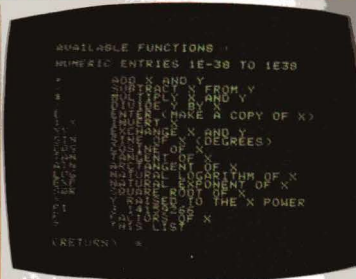 AVAILABLE FUNCTIONS :
NUMERIC ENTRIES 1E-38 TO 1E38
ADD X AND Y
SUBTRACT X FROM Y
MULTIPLY X AND Y
DIVIDE Y BY X
ENTER (MAKE A COPY OF X)
INVERT X
EXCHANGE X AND Y
SINE OF X (DEGREES)
COSINE OF X
TANGENT OF X
ARCTANGENT OF X
NATURAL LOGARITHM OF X
NATURAL EXPONENT OF X
SQUARE ROOT OF X
Y RAISED TO THE X POWER
FACTORS OF X
THIS LIST
(RETURN)